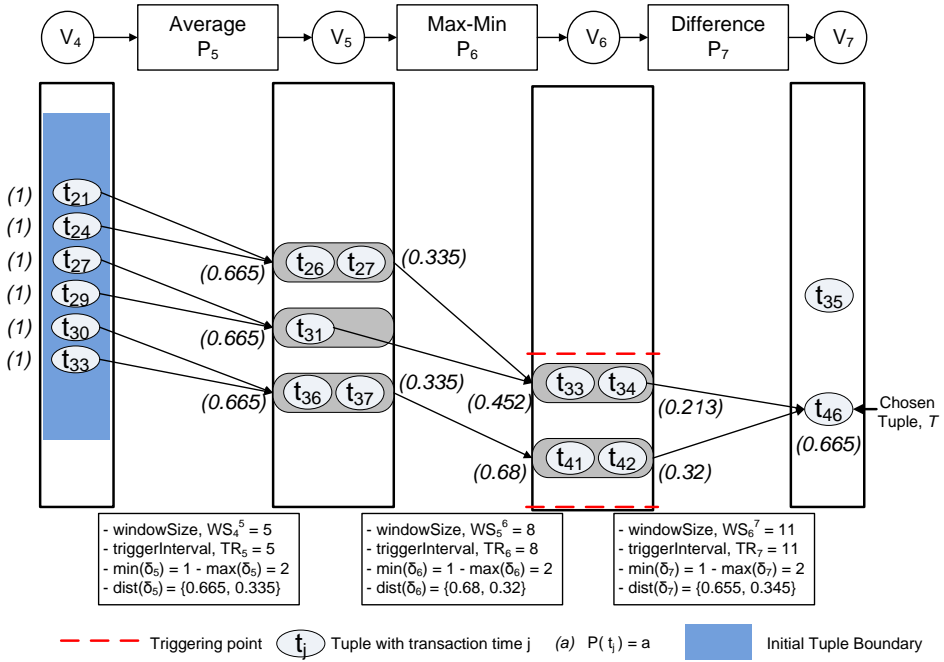 V4 Average P5 V5 Max-Min P6 V6 Difference P7 V7
(1) t21
(1) t24
(1) t27
(1) t29
(1) t30
(1) t33
(0.665) t26 t27 (0.335)
(0.665) t31
(0.665) t36 t37 (0.335)
(0.452) t33 t34 (0.213)
(0.68) t41 t42 (0.32)
t35
t46
(0.665)
Chosen
Tuple, T
- windowSize, WS4^5 = 5
- triggerInterval, TR5 = 5
- min(δ5) = 1 - max(δ5) = 2
- dist(δ5) = {0.665, 0.335}
- windowSize, WS5^6 = 8
- triggerInterval, TR6 = 8
- min(δ6) = 1 - max(δ6) = 2
- dist(δ6) = {0.68, 0.32}
- windowSize, WS6^7 = 11
- triggerInterval, TR7 = 11
- min(δ7) = 1 - max(δ7) = 2
- dist(δ7) = {0.655, 0.345}
Triggering point tj Tuple with transaction time j (a) P( tj) = a Initial Tuple Boundary